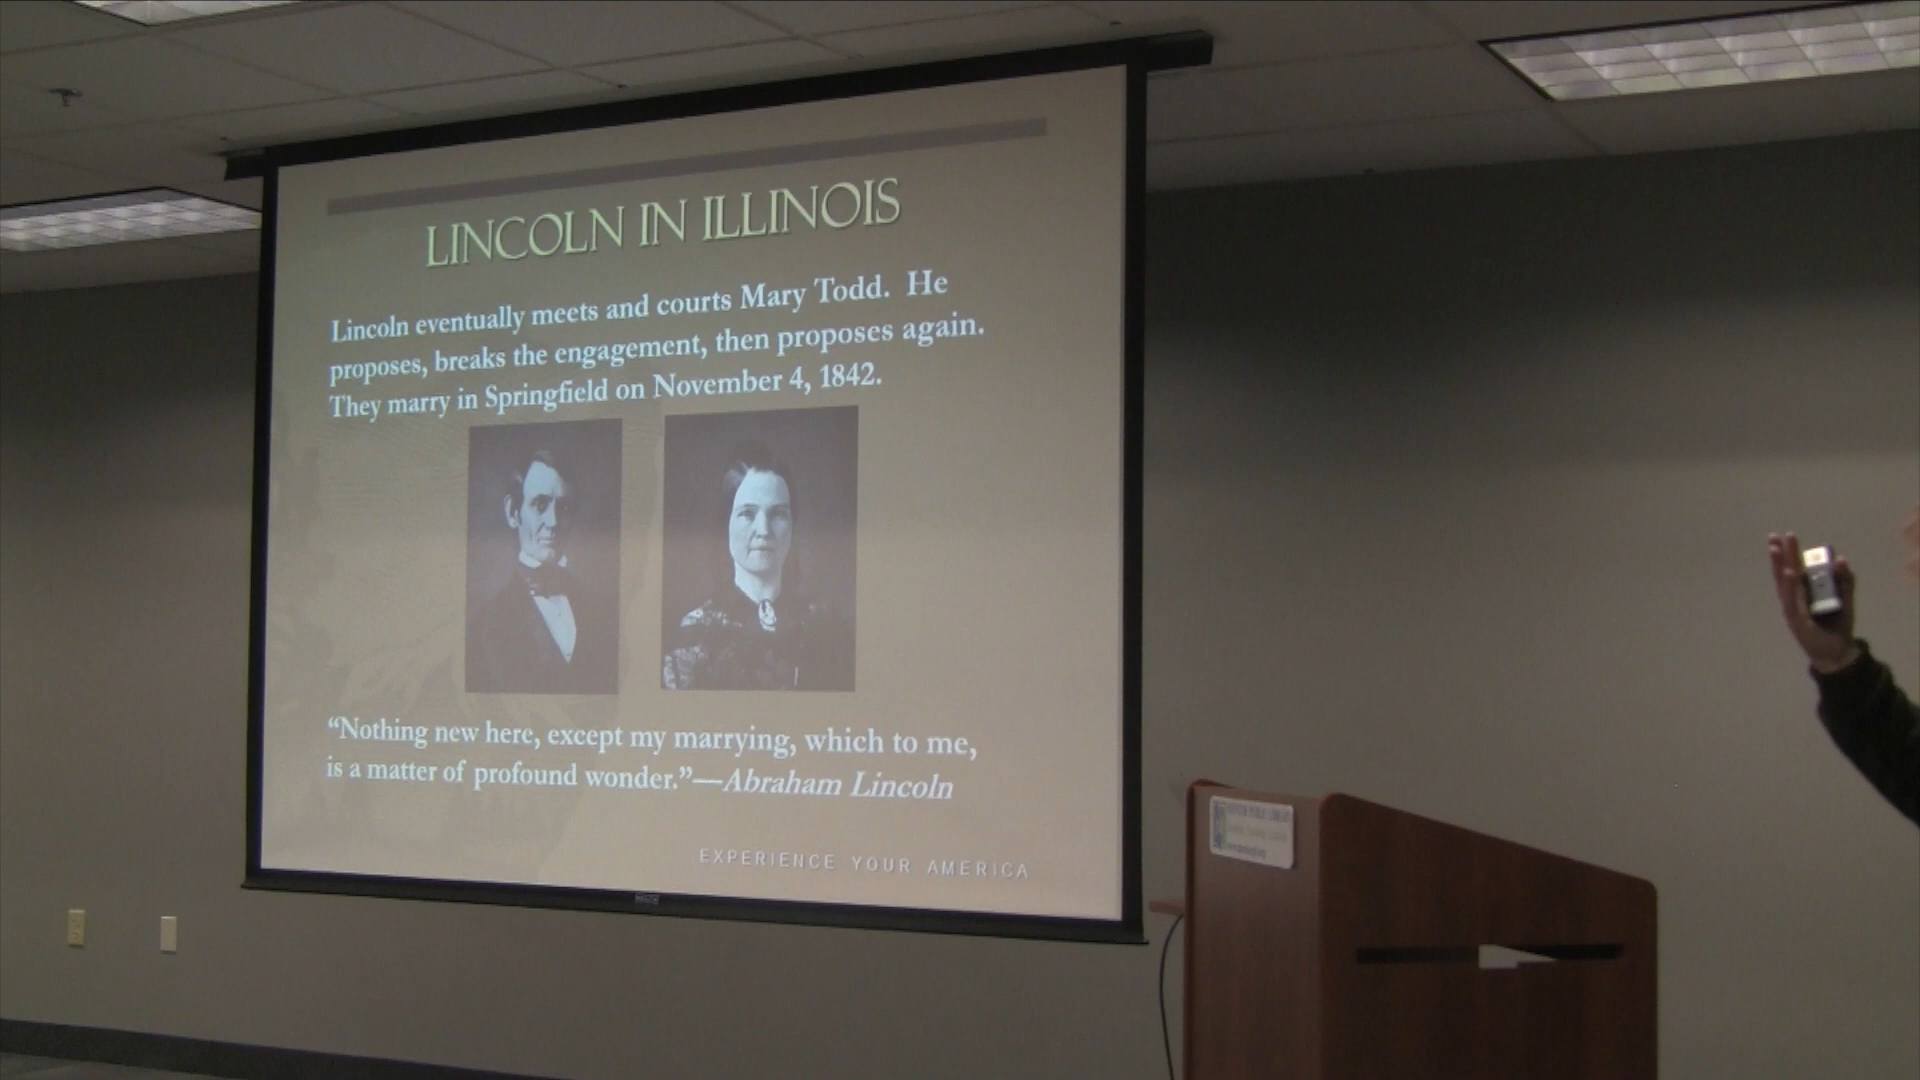 LINCOLN IN ILLINOIS
Lincoln eventually meets and courts Mary Todd. He
proposes, breaks the engagement, then proposes again.
They marry in Springfield on November 4, 1842.
“Nothing new here, except my marrying, which to me,
is a matter of profound wonder.”—Abraham Lincoln
EXPERIENCE YOUR AMERICA
PUBLIC LIBRARY